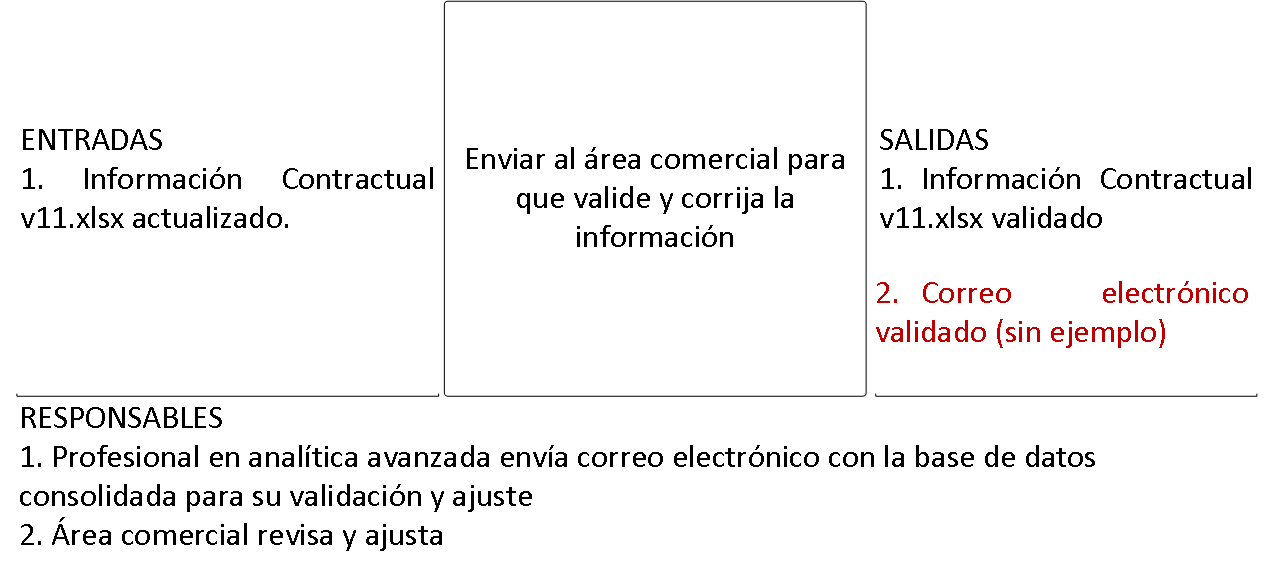 ENTRADAS
1. Información Contractual
v11.xlsx actualizado.
Enviar al área comercial para
que valide y corrija la
información
SALIDAS
1. Información Contractual
v11.xlsx validado
2. Correo electrónico
validado (sin ejemplo)
RESPONSABLES
1. Profesional en analítica avanzada envía correo electrónico con la base de datos
consolidada para su validación y ajuste
2. Área comercial revisa y ajusta